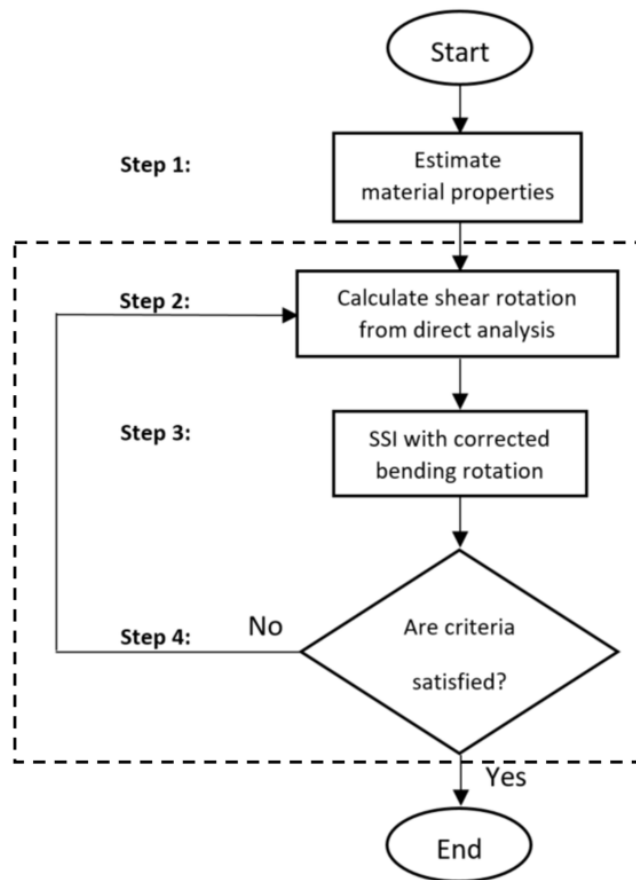 Start
Step 1:
Estimate
material properties
Step 2:
Calculate shear rotation
from direct analysis
Step 3:
SSI with corrected
bending rotation
Step 4:
No
Are criteria
satisfied?
Yes
End